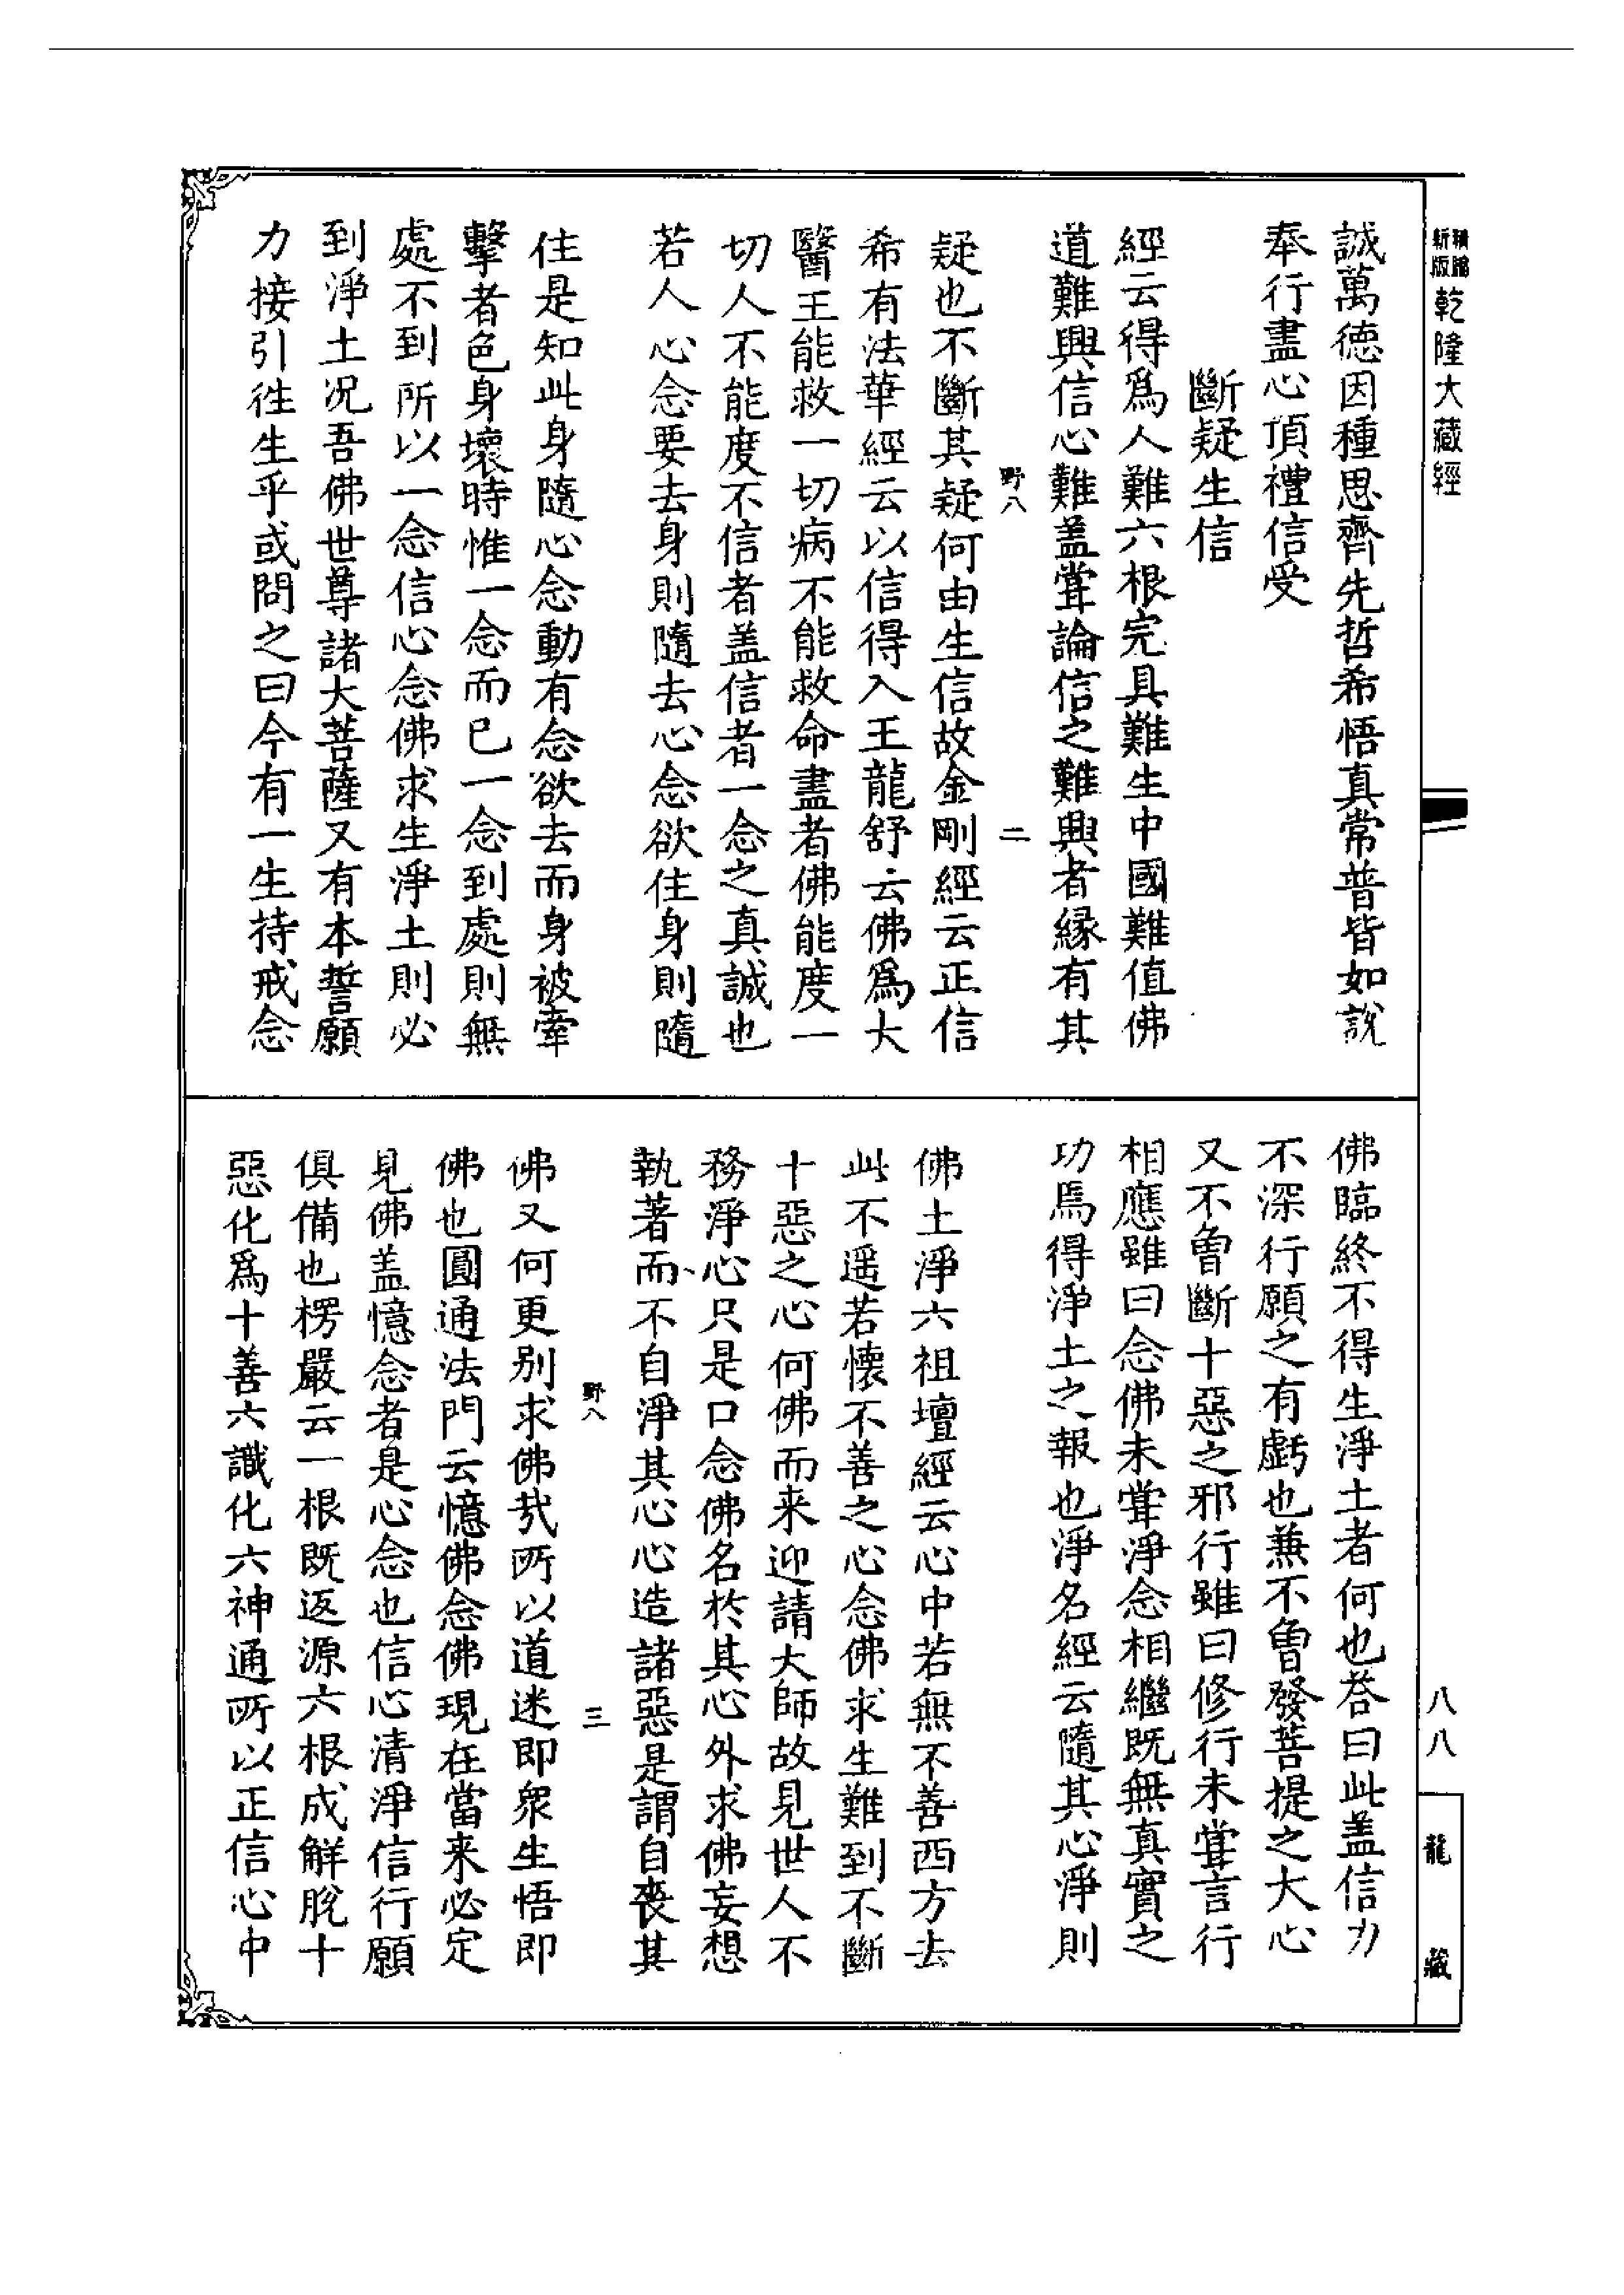 新版
精縮
乾隆大藏經
誠萬德因種思齊先哲希悟真常普皆如說
奉行盡心頂禮信受
斷疑生信
經云得爲人難六根完具難生中國難值佛
道難興信心難盖甞論信之難興者縁有其
野八
二
疑也不斷其疑何由生信故金剛經云正信
希有法華經云以信得入王龍舒云佛爲大
醫王能救一切病不能救命盡者佛能度一
切人不能度不信者盖信者一念之真誠也
若人心念要去身則隨去心念欲住身則隨
住是知此身隨心念動有念欲去而身被牽
擊者色身壞時惟一念而已一念到處則無
處不到所以一念信心念佛求生淨土則必
到淨土况吾佛世尊諸大菩薩又有本誓願
力接引徃生乎或問之曰今有一生持戒念
佛臨終不得生淨土者何也荅曰此盖信力
不深行願之有虧也兼不曾發菩提之大心
又不曾斷十惡之邪行雖曰修行未甞言行
相應雖曰念佛未甞淨念相繼既無真實之
功焉得淨土之報也淨名經云隨其心淨則
佛土淨六祖壇經云心中若無不善西方去
此不遥若懷不善之心念佛求生難到不斷
十惡之心何佛而来迎請大師故見世人不
務淨心只是口念佛名於其心外求佛妄想
執著而不自淨其心心造諸惡是謂自喪其
野八
三
佛又何更别求佛㢤所以道迷即衆生悟即
佛也圓通法門云憶佛念佛現在當来必定
見佛盖憶念者是心念也信心清淨信行願
俱備也楞嚴云一根既返源六根成解脫十
惡化爲十善六識化六神通所以正信心中
八八
龍藏